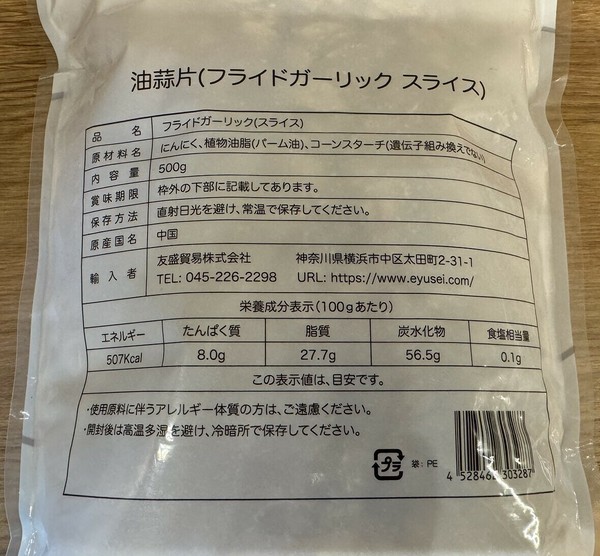 油蒜片(フライドガーリック スライス)
品名 フライドガーリック(スライス)
原材料名 にんにく、植物油脂(パーム油)、コーンスターチ(遺伝子組み換えでない)
内容量 500g
賞味期限 枠外の下部に記載してあります。
保存方法 直射日光を避け、常温で保存してください。
原産国名 中国
輸入者 友盛貿易株式会社 神奈川県横浜市中区太田町2-31-1
TEL: 045-226-2298 URL: https://www.eyusei.com/
栄養成分表示(100gあたり)
エネルギー たんぱく質 脂質 炭水化物 食塩相当量
507Kcal 8.0g 27.7g 56.5g 0.1g
この表示値は、目安です。
・使用原料に伴うアレルギー体質の方は、ご遠慮ください。
・開封後は高温多湿を避け、冷暗所で保存してください。
プラ 袋: PE
4 528462 303287